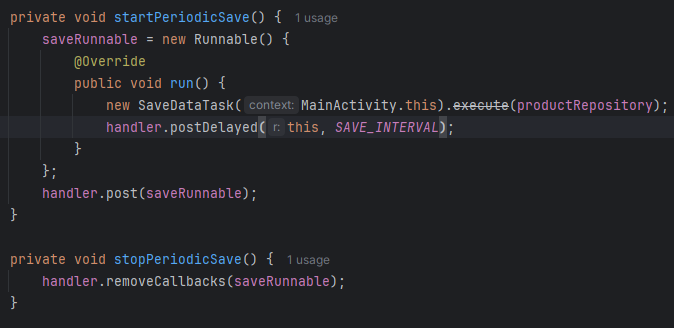 private void startPeriodicSave() { 1 usage
    saveRunnable = new Runnable() {
        @Override
        public void run() {
            new SaveDataTask( context: MainActivity.this).execute(productRepository);
            handler.postDelayed( r: this, SAVE_INTERVAL);
        }
    };
    handler.post(saveRunnable);
}

private void stopPeriodicSave() { 1 usage
    handler.removeCallbacks(saveRunnable);
}